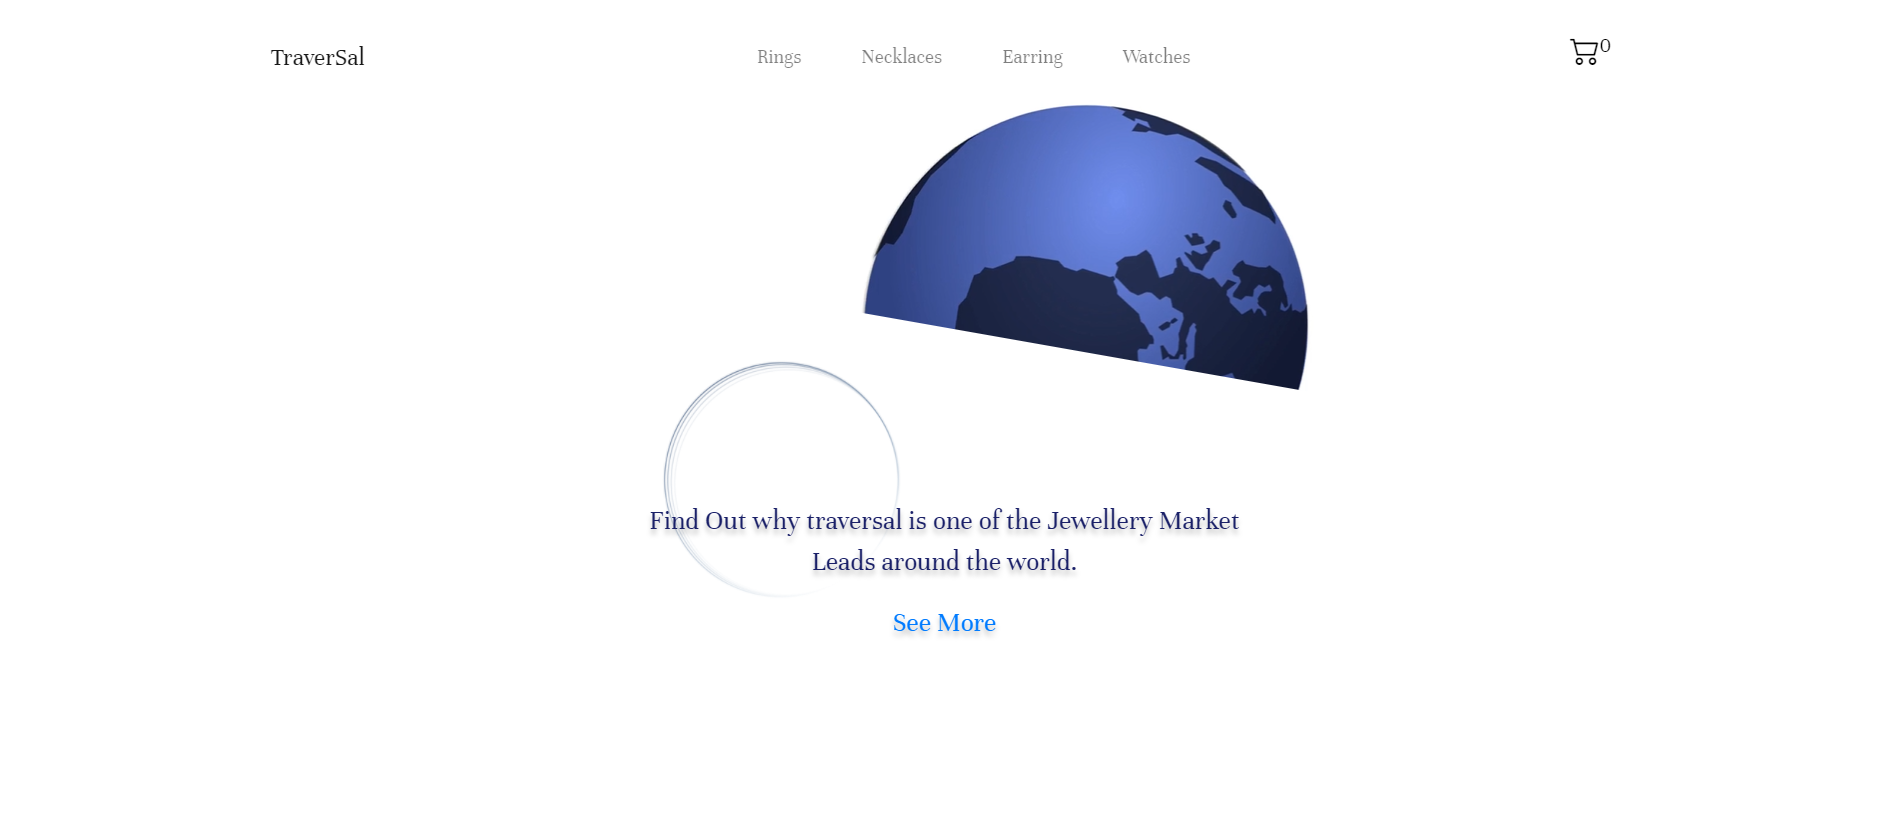 TraverSal
Rings Necklaces Earring Watches
0
Find Out why traversal is one of the Jewellery Market
Leads around the world.
See More